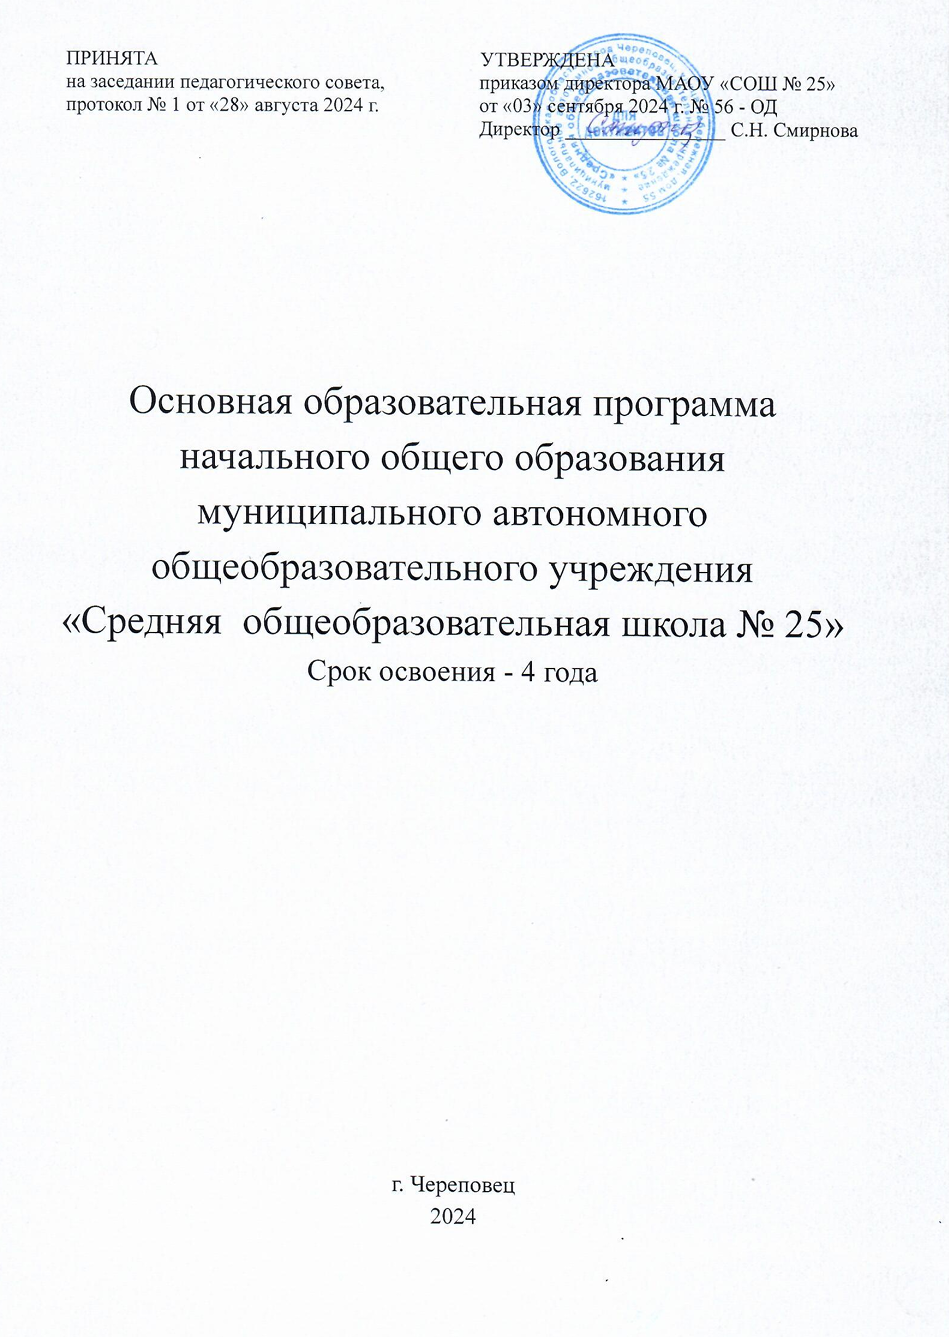 ПРИНЯТА
на заседании педагогического совета,
протокол № 1 от «28» августа 2024 г.
УТВЕРЖДЕНА
приказом директора МАОУ «СОШ № 25»
от «03» сентября 2024 г. № 56 - ОД
Директор ________________ С.Н. Смирнова
Основная образовательная программа
начального общего образования
муниципального автономного
общеобразовательного учреждения
«Средняя общеобразовательная школа № 25»
Срок освоения - 4 года
г. Череповец
2024